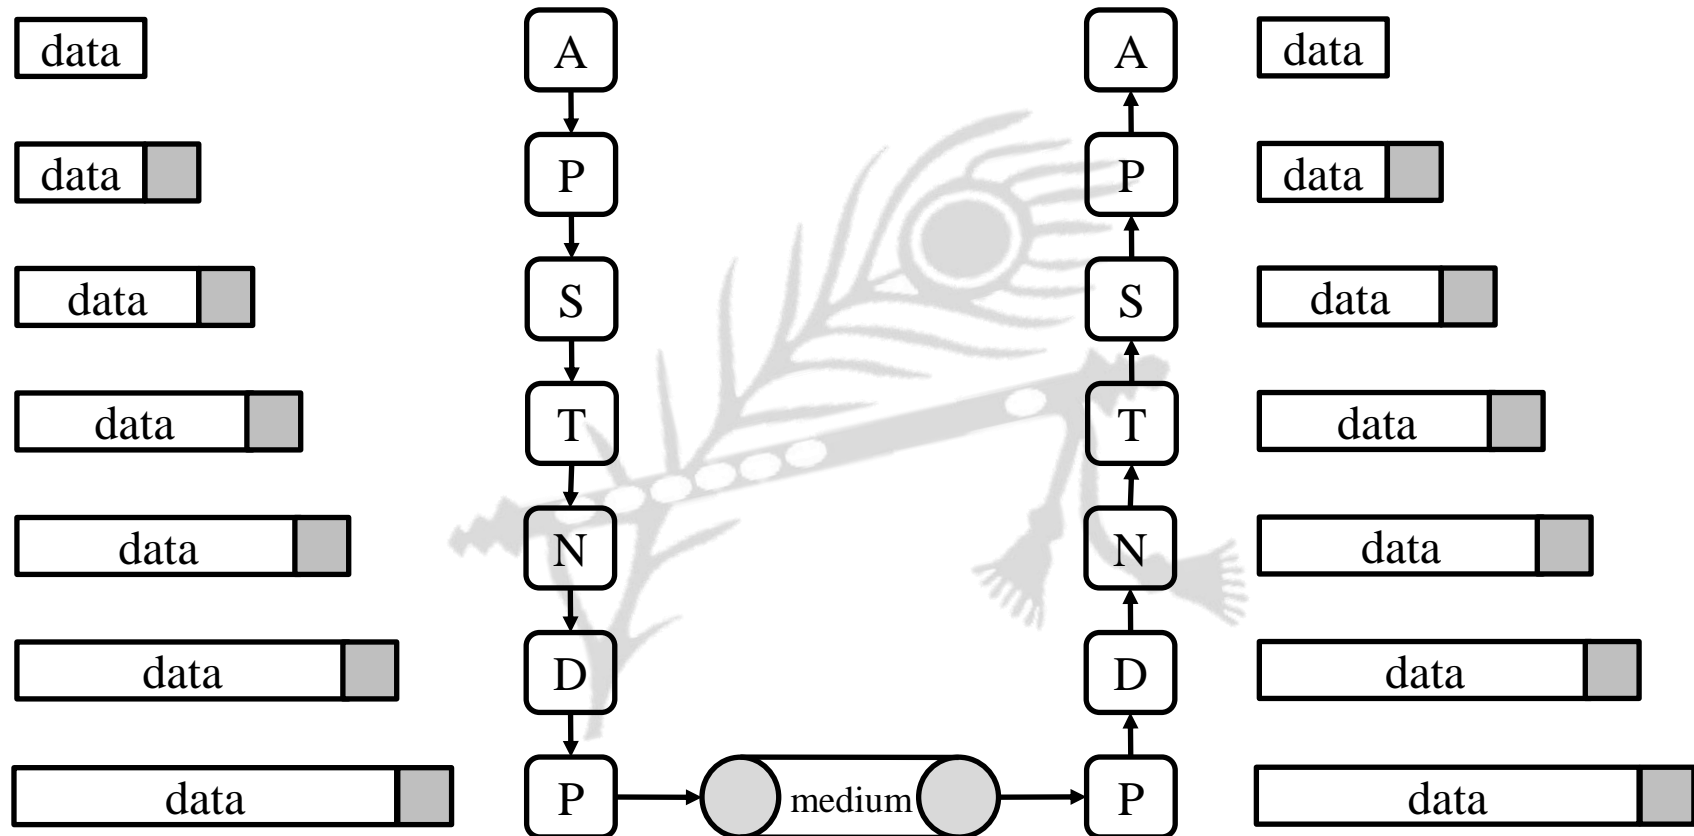 data A A data
data P P data
data S S data
data T T data
data N N data
data D D data
data P medium P data